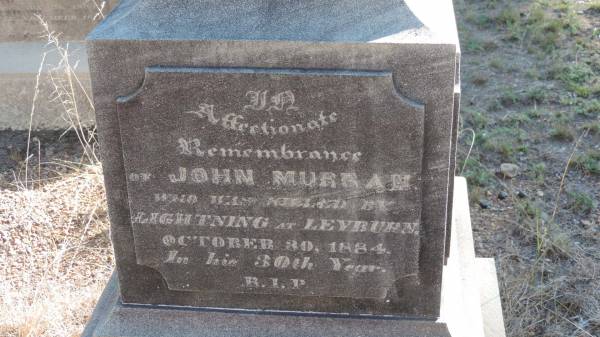 IN
Affectionate
Remembrance
OF JOHN MURRAY
WHO WAS KILLED BY
LIGHTNING at LEYBURN
OCTOBER 30, 1884,
In his 30th Year.
R.I.P